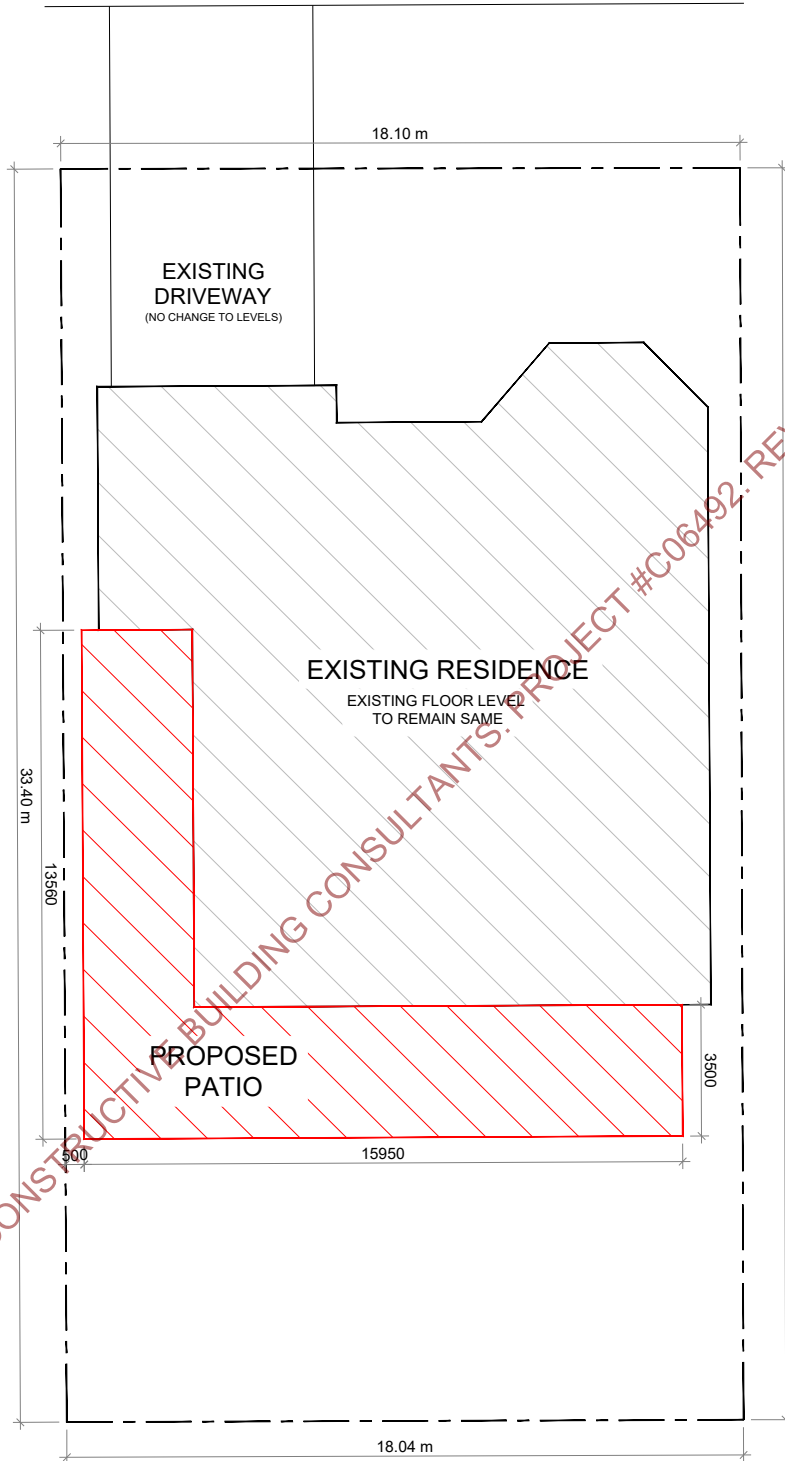 18.10 m
EXISTING
DRIVEWAY
(NO CHANGE TO LEVELS)
EXISTING RESIDENCE
EXISTING FLOOR LEVEL
TO REMAIN SAME
33.40 m
13560
PROPOSED
PATIO
3500
500
15950
18.04 m
CONSTRUCTIVE BUILDING CONSULTANTS. PROJECT #C06492.